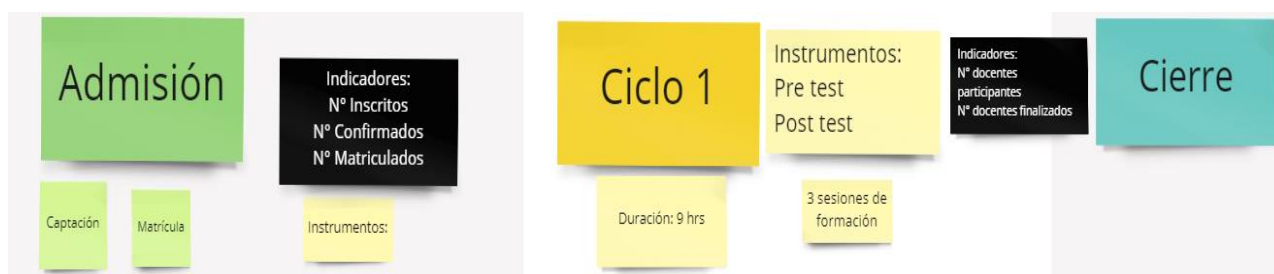 Admisión
Indicadores:
Nº Inscritos
Nº Confirmados
Nº Matriculados
Captación
Matrícula
Instrumentos:
Ciclo 1
Instrumentos:
Pre test
Post test
Indicadores:
Nº docentes
participantes
Nº docentes finalizados
Cierre
Duración: 9 hrs
3 sesiones de
formación